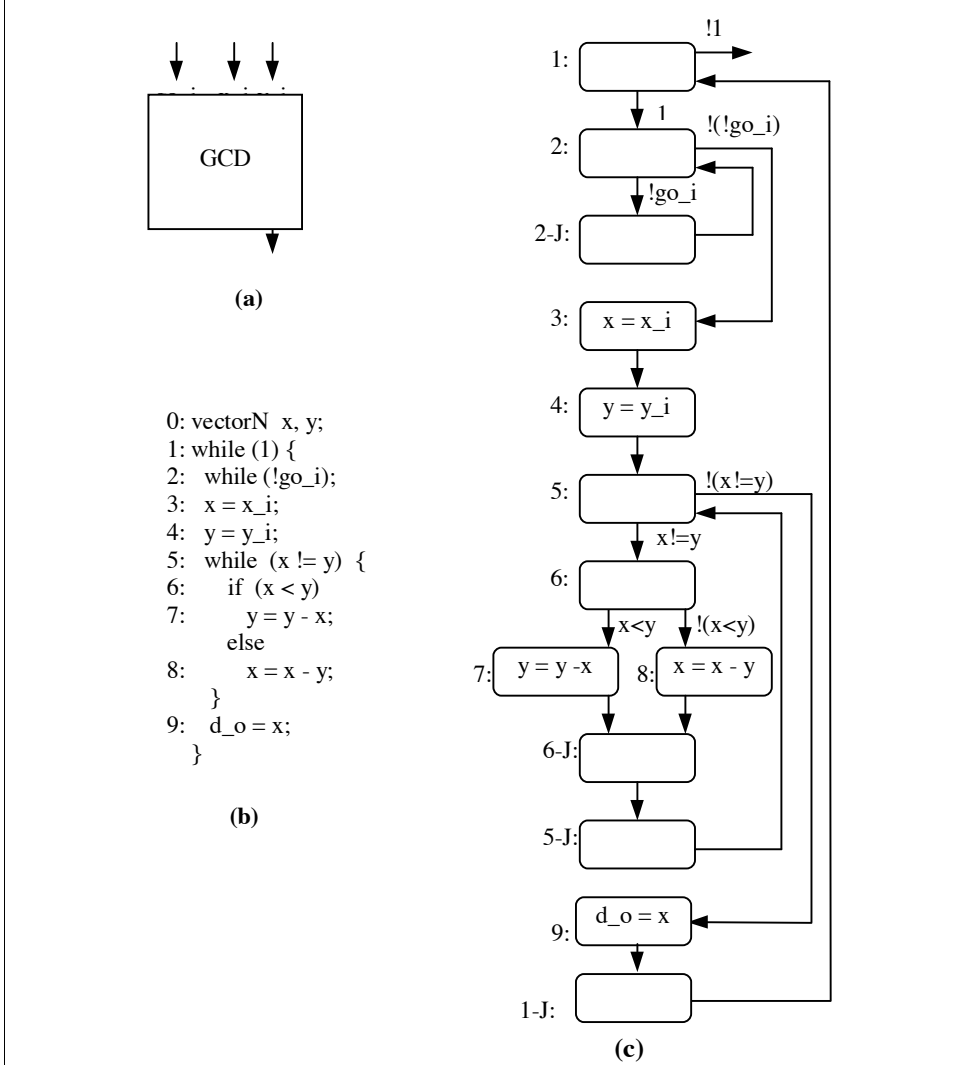 GCD
(a)
0: vectorN x, y;
1: while (1) {
2: while (!go_i);
3: x = x_i;
4: y = y_i;
5: while (x != y) {
6: if (x < y)
7: y = y - x;
else
8: x = x - y;
}
9: d_o = x;
}
(b)
!1
1:
1
!(!go_i)
2:
!go_i
2-J:
3: x = x_i
4: y = y_i
5: !(x!=y)
x!=y
6:
x<y !(x<y)
7: y = y -x 8: x = x - y
6-J:
5-J:
9: d_o = x
1-J:
(c)